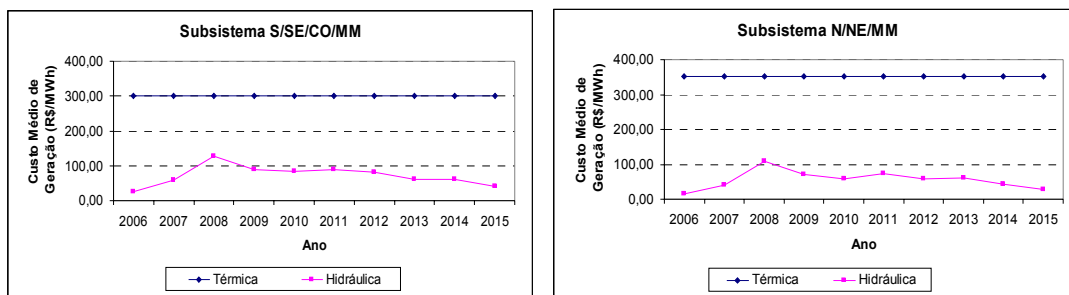 Subsistema S/SE/CO/MM
Custo Médio de
Geração (R$/MWh)
400,00
300,00
200,00
100,00
0,00
2006 2007 2008 2009 2010 2011 2012 2013 2014 2015
Ano
Térmica Hidráulica
Subsistema N/NE/MM
Custo Médio de
Geração (R$/MWh)
400,00
300,00
200,00
100,00
0,00
2006 2007 2008 2009 2010 2011 2012 2013 2014 2015
Ano
Térmica Hidráulica